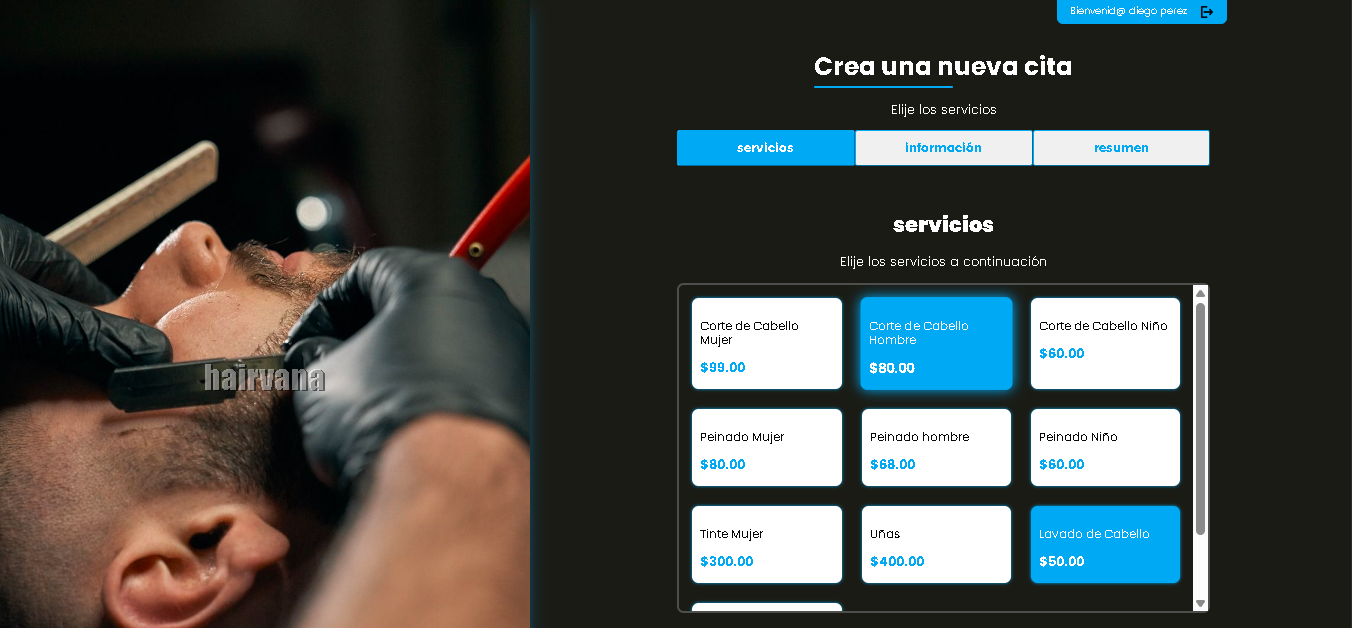 Bienvenid@ diego perez
Crea una nueva cita
Elije los servicios
servicios
información
resumen
servicios
Elije los servicios a continuación
Corte de Cabello
Mujer
$99.00
Corte de Cabello
Hombre
$80.00
Corte de Cabello Niño
$60.00
Peinado Mujer
$80.00
Peinado hombre
$68.00
Peinado Niño
$60.00
Tinte Mujer
$300.00
Uñas
$400.00
Lavado de Cabello
$50.00
hairvana